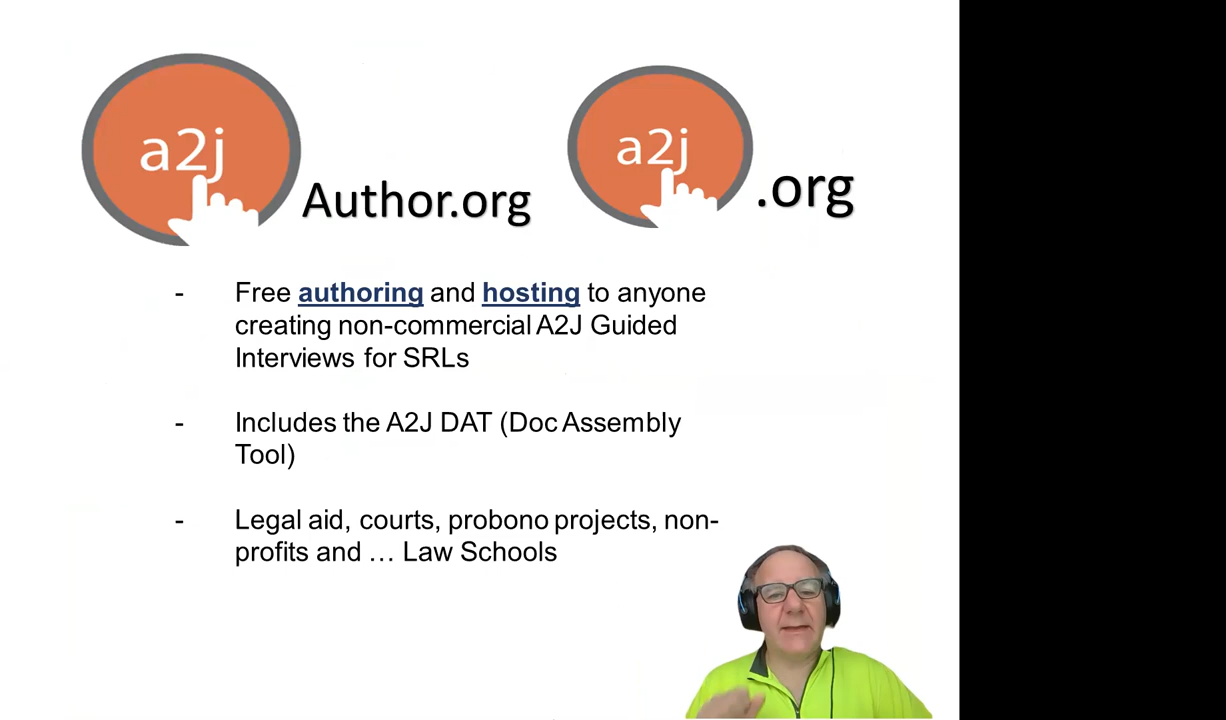 a2j
Author.org
a2j
.org
- Free authoring and hosting to anyone
creating non-commercial A2J Guided
Interviews for SRLs
- Includes the A2J DAT (Doc Assembly
Tool)
- Legal aid, courts, probono projects, non-
profits and … Law Schools